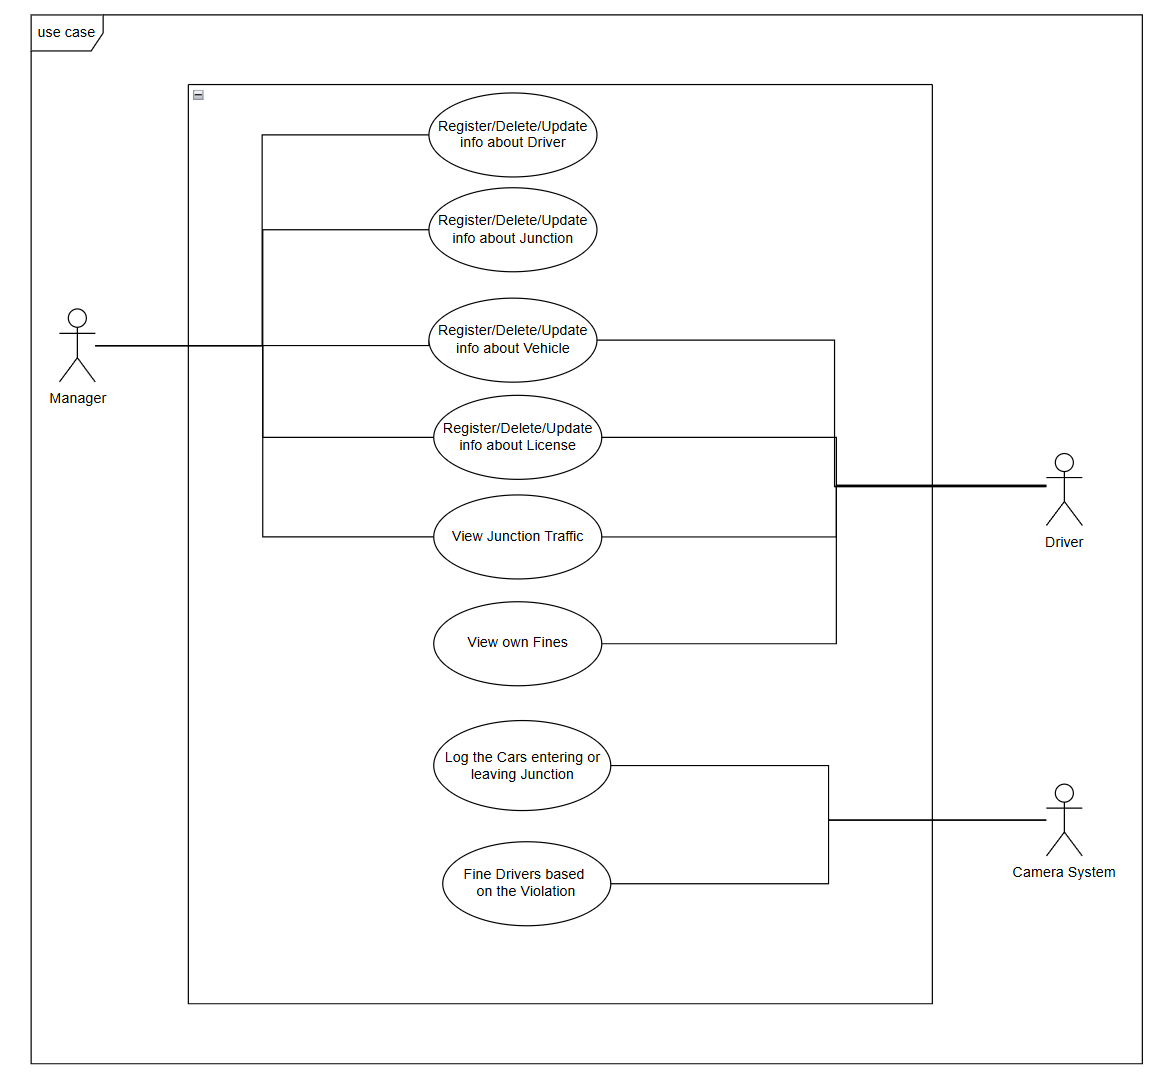 use case
Register/Delete/Update
info about Driver
Register/Delete/Update
info about Junction
Register/Delete/Update
info about Vehicle
Manager
Register/Delete/Update
info about License
View Junction Traffic
Driver
View own Fines
Log the Cars entering or
leaving Junction
Camera System
Fine Drivers based
on the Violation